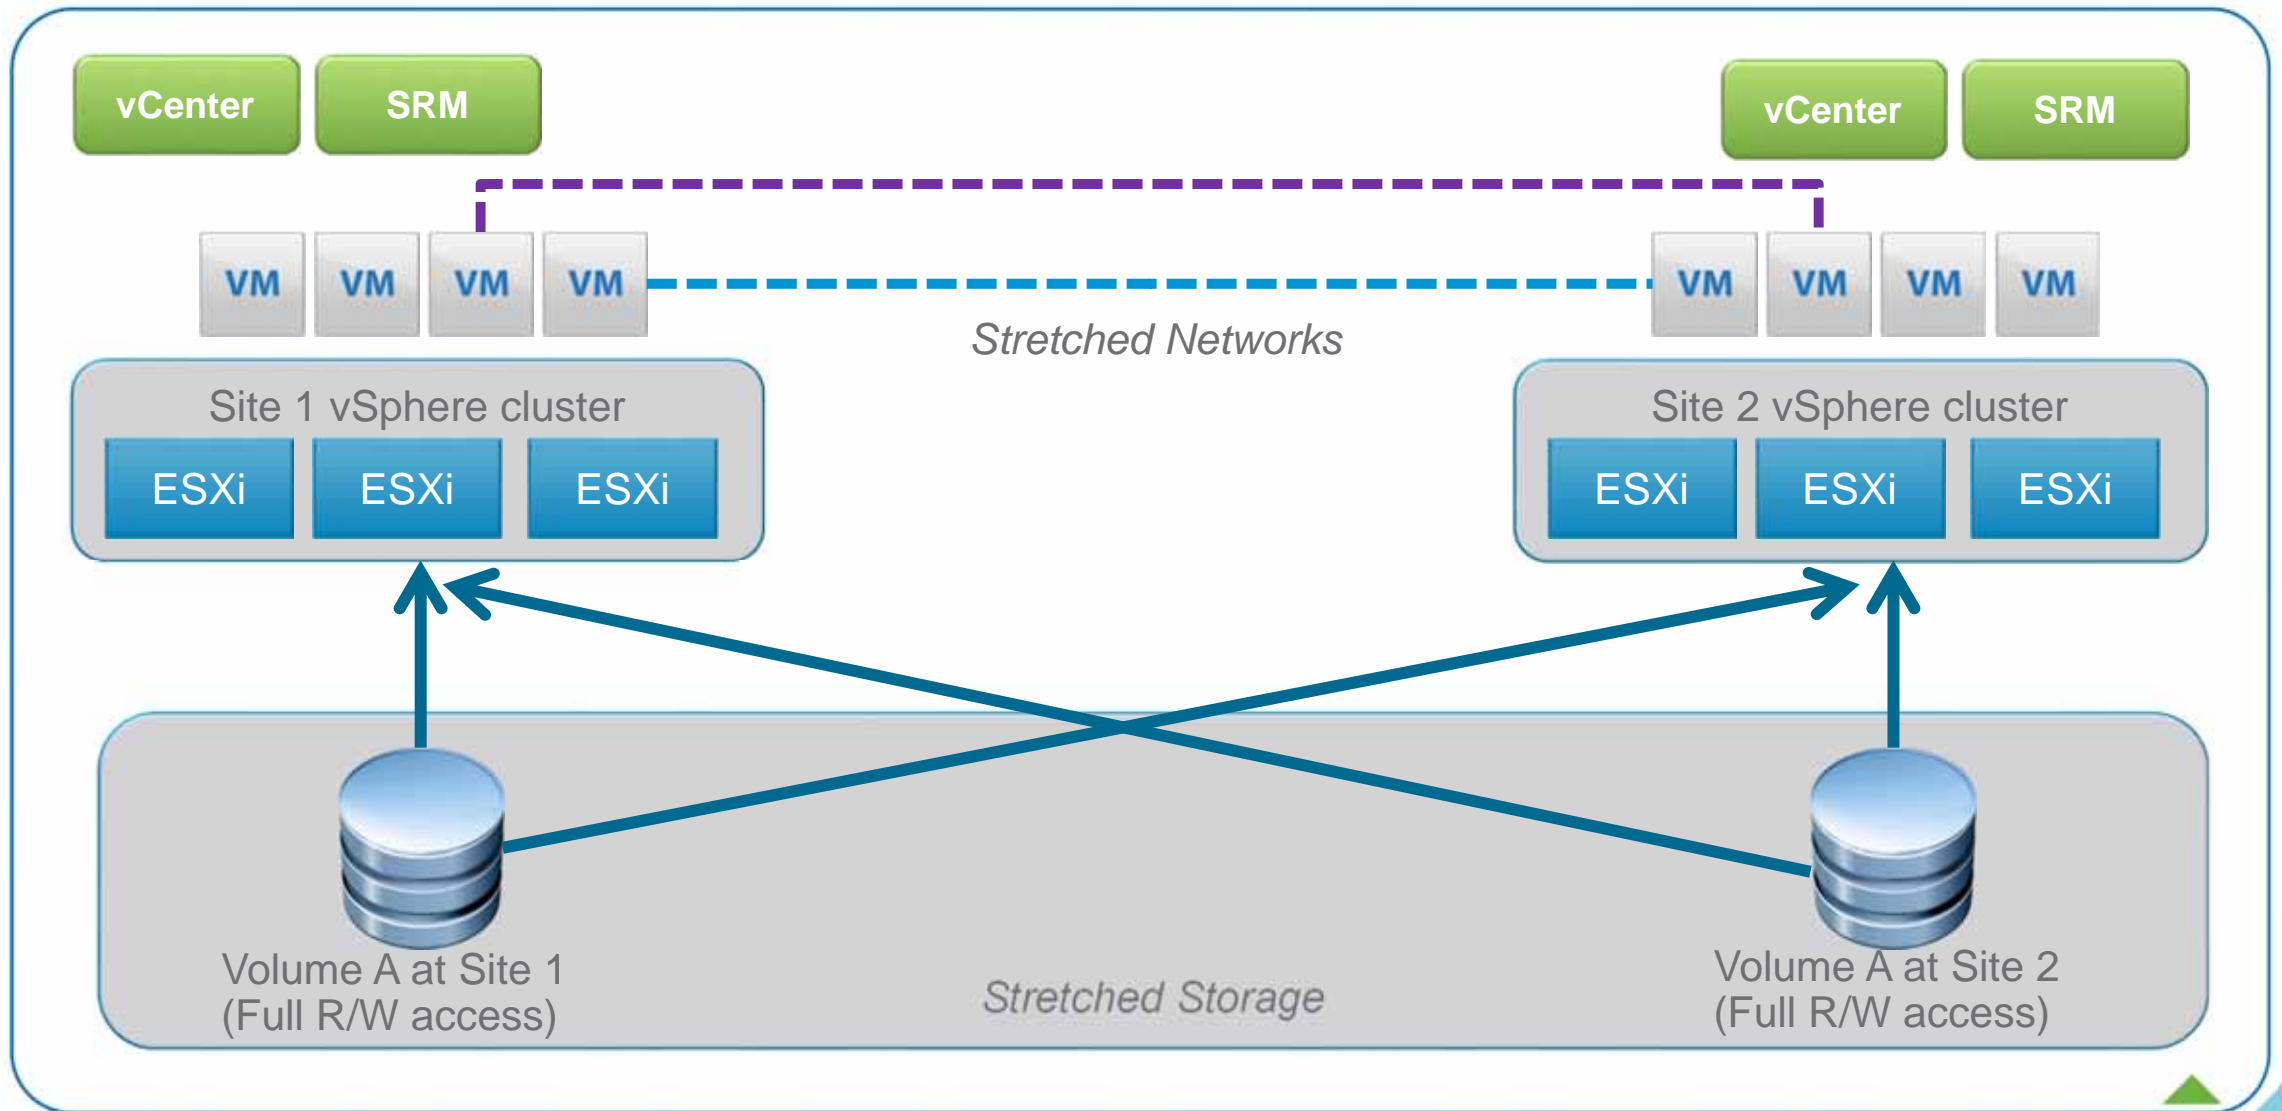 vCenter SRM vCenter SRM
VM VM VM VM VM VM VM VM
Stretched Networks
Site 1 vSphere cluster Site 2 vSphere cluster
ESXi ESXi ESXi ESXi ESXi ESXi
Volume A at Site 1
(Full R/W access)
Stretched Storage
Volume A at Site 2
(Full R/W access)